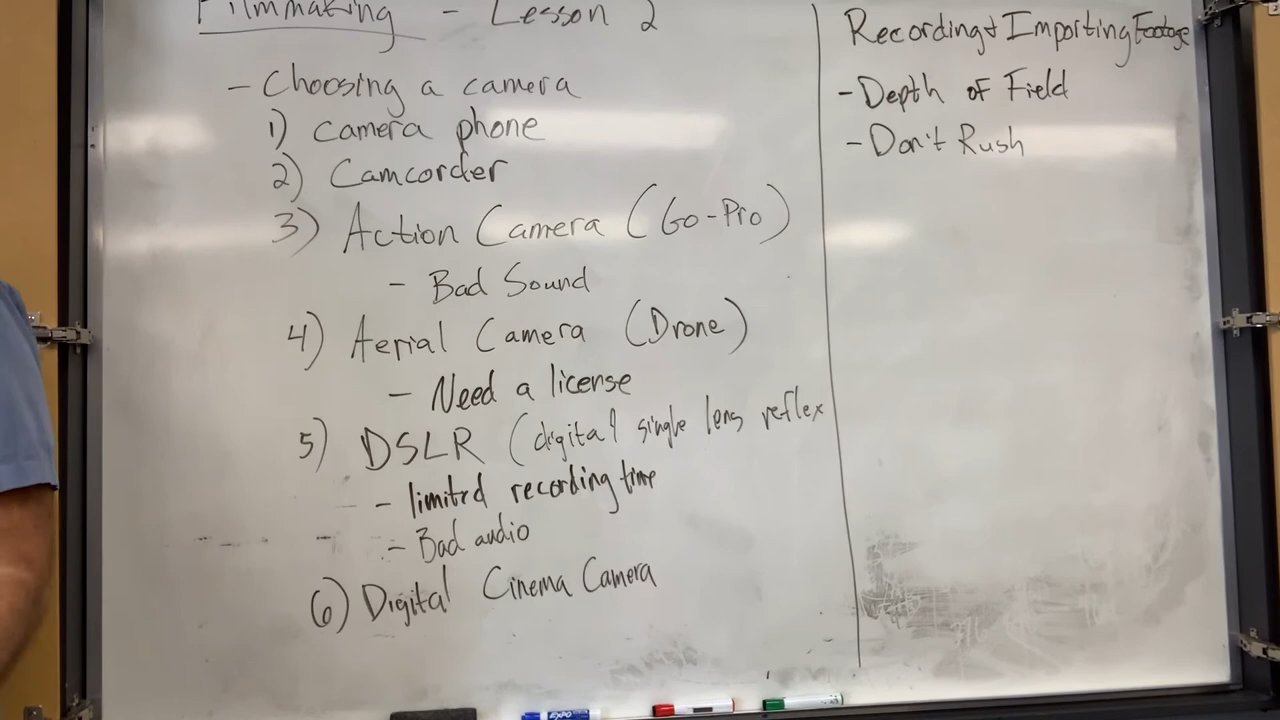 Filmmaking - Lesson 2
- Choosing a camera
1) camera phone
2) Camcorder
3) Action Camera (Go-Pro)
- Bad Sound
4) Aerial Camera (Drone)
- Need a license
5) DSLR (digital single lens reflex
- limited recording time
- Bad audio
6) Digital Cinema Camera
Recording + Importing Footage
- Depth of Field
- Don't Rush
EXPO